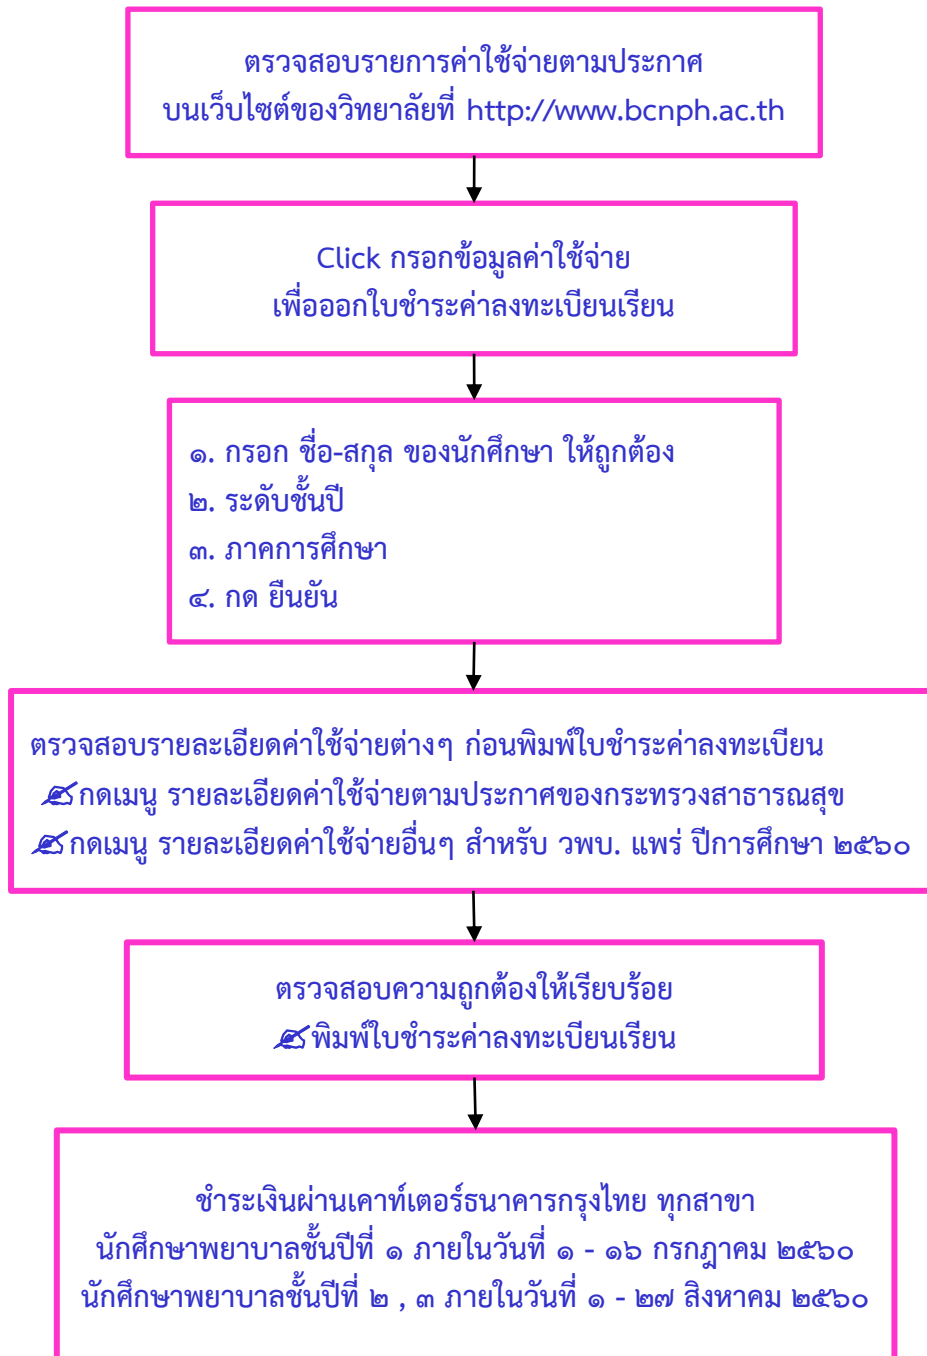 ตรวจสอบรายการค่าใช้จ่ายตามประกาศ
บนเว็บไซต์ของวิทยาลัยที่ http://www.bcnph.ac.th
Click กรอกข้อมูลค่าใช้จ่าย
เพื่อออกใบชำระค่าลงทะเบียนเรียน
๑. กรอก ชื่อ-สกุล ของนักศึกษา ให้ถูกต้อง
๒. ระดับชั้นปี
๓. ภาคการศึกษา
๔. กด ยืนยัน
ตรวจสอบรายละเอียดค่าใช้จ่ายต่างๆ ก่อนพิมพ์ใบชำระค่าลงทะเบียน
กดเมนู รายละเอียดค่าใช้จ่ายตามประกาศของกระทรวงสาธารณสุข
กดเมนู รายละเอียดค่าใช้จ่ายอื่นๆ สำหรับ วพบ. แพร่ ปีการศึกษา ๒๕๖๐
ตรวจสอบความถูกต้องให้เรียบร้อย
พิมพ์ใบชำระค่าลงทะเบียนเรียน
ชำระเงินผ่านเคาท์เตอร์ธนาคารกรุงไทย ทุกสาขา
นักศึกษาพยาบาลชั้นปีที่ ๑ ภายในวันที่ ๑ - ๑๖ กรกฎาคม ๒๕๖๐
นักศึกษาพยาบาลชั้นปีที่ ๒ , ๓ ภายในวันที่ ๑ - ๒๗ สิงหาคม ๒๕๖๐